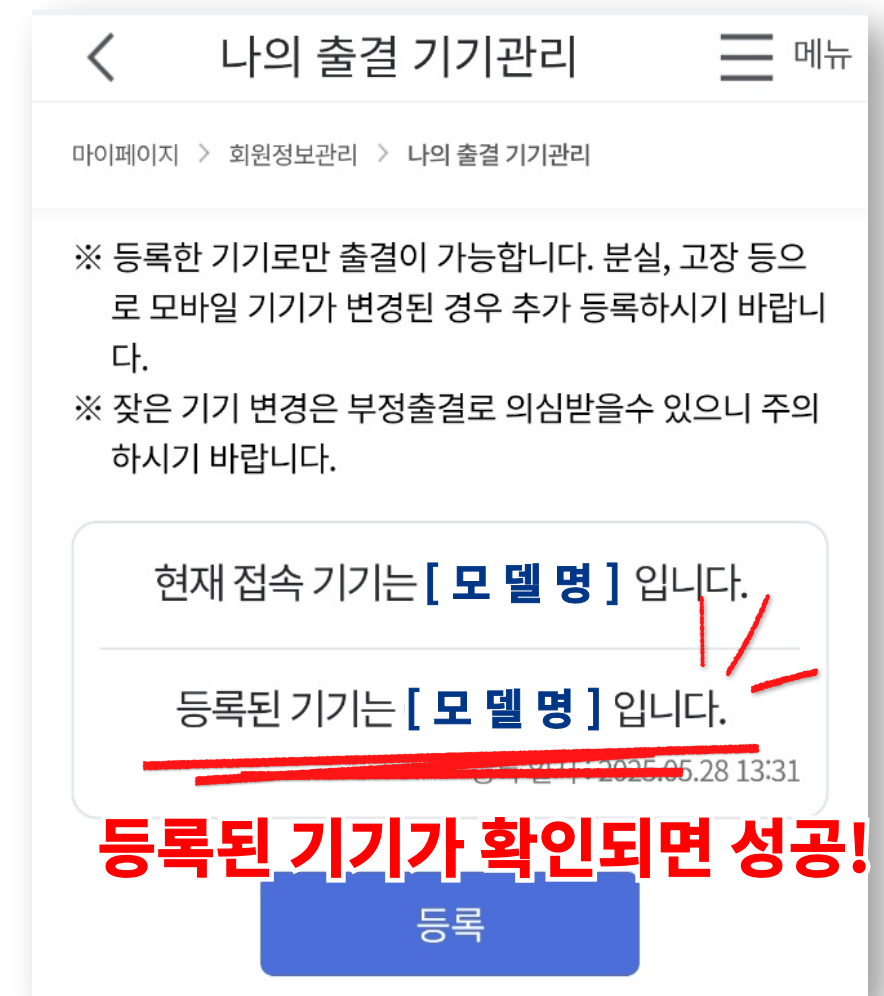 나의 출결 기기관리
메뉴
마이페이지 > 회원정보관리 > 나의 출결 기기관리
※ 등록한 기기로만 출결이 가능합니다. 분실, 고장 등으
로 모바일 기기가 변경된 경우 추가 등록하시기 바랍니
다.
※ 잦은 기기 변경은 부정출결로 의심받을수 있으니 주의
하시기 바랍니다.
현재 접속 기기는 [ 모 델 명 ] 입니다.
등록된 기기는 [ 모 델 명 ] 입니다.
등록 일시 : 2025.05.28 13:31
등록된 기기가 확인되면 성공!
등록